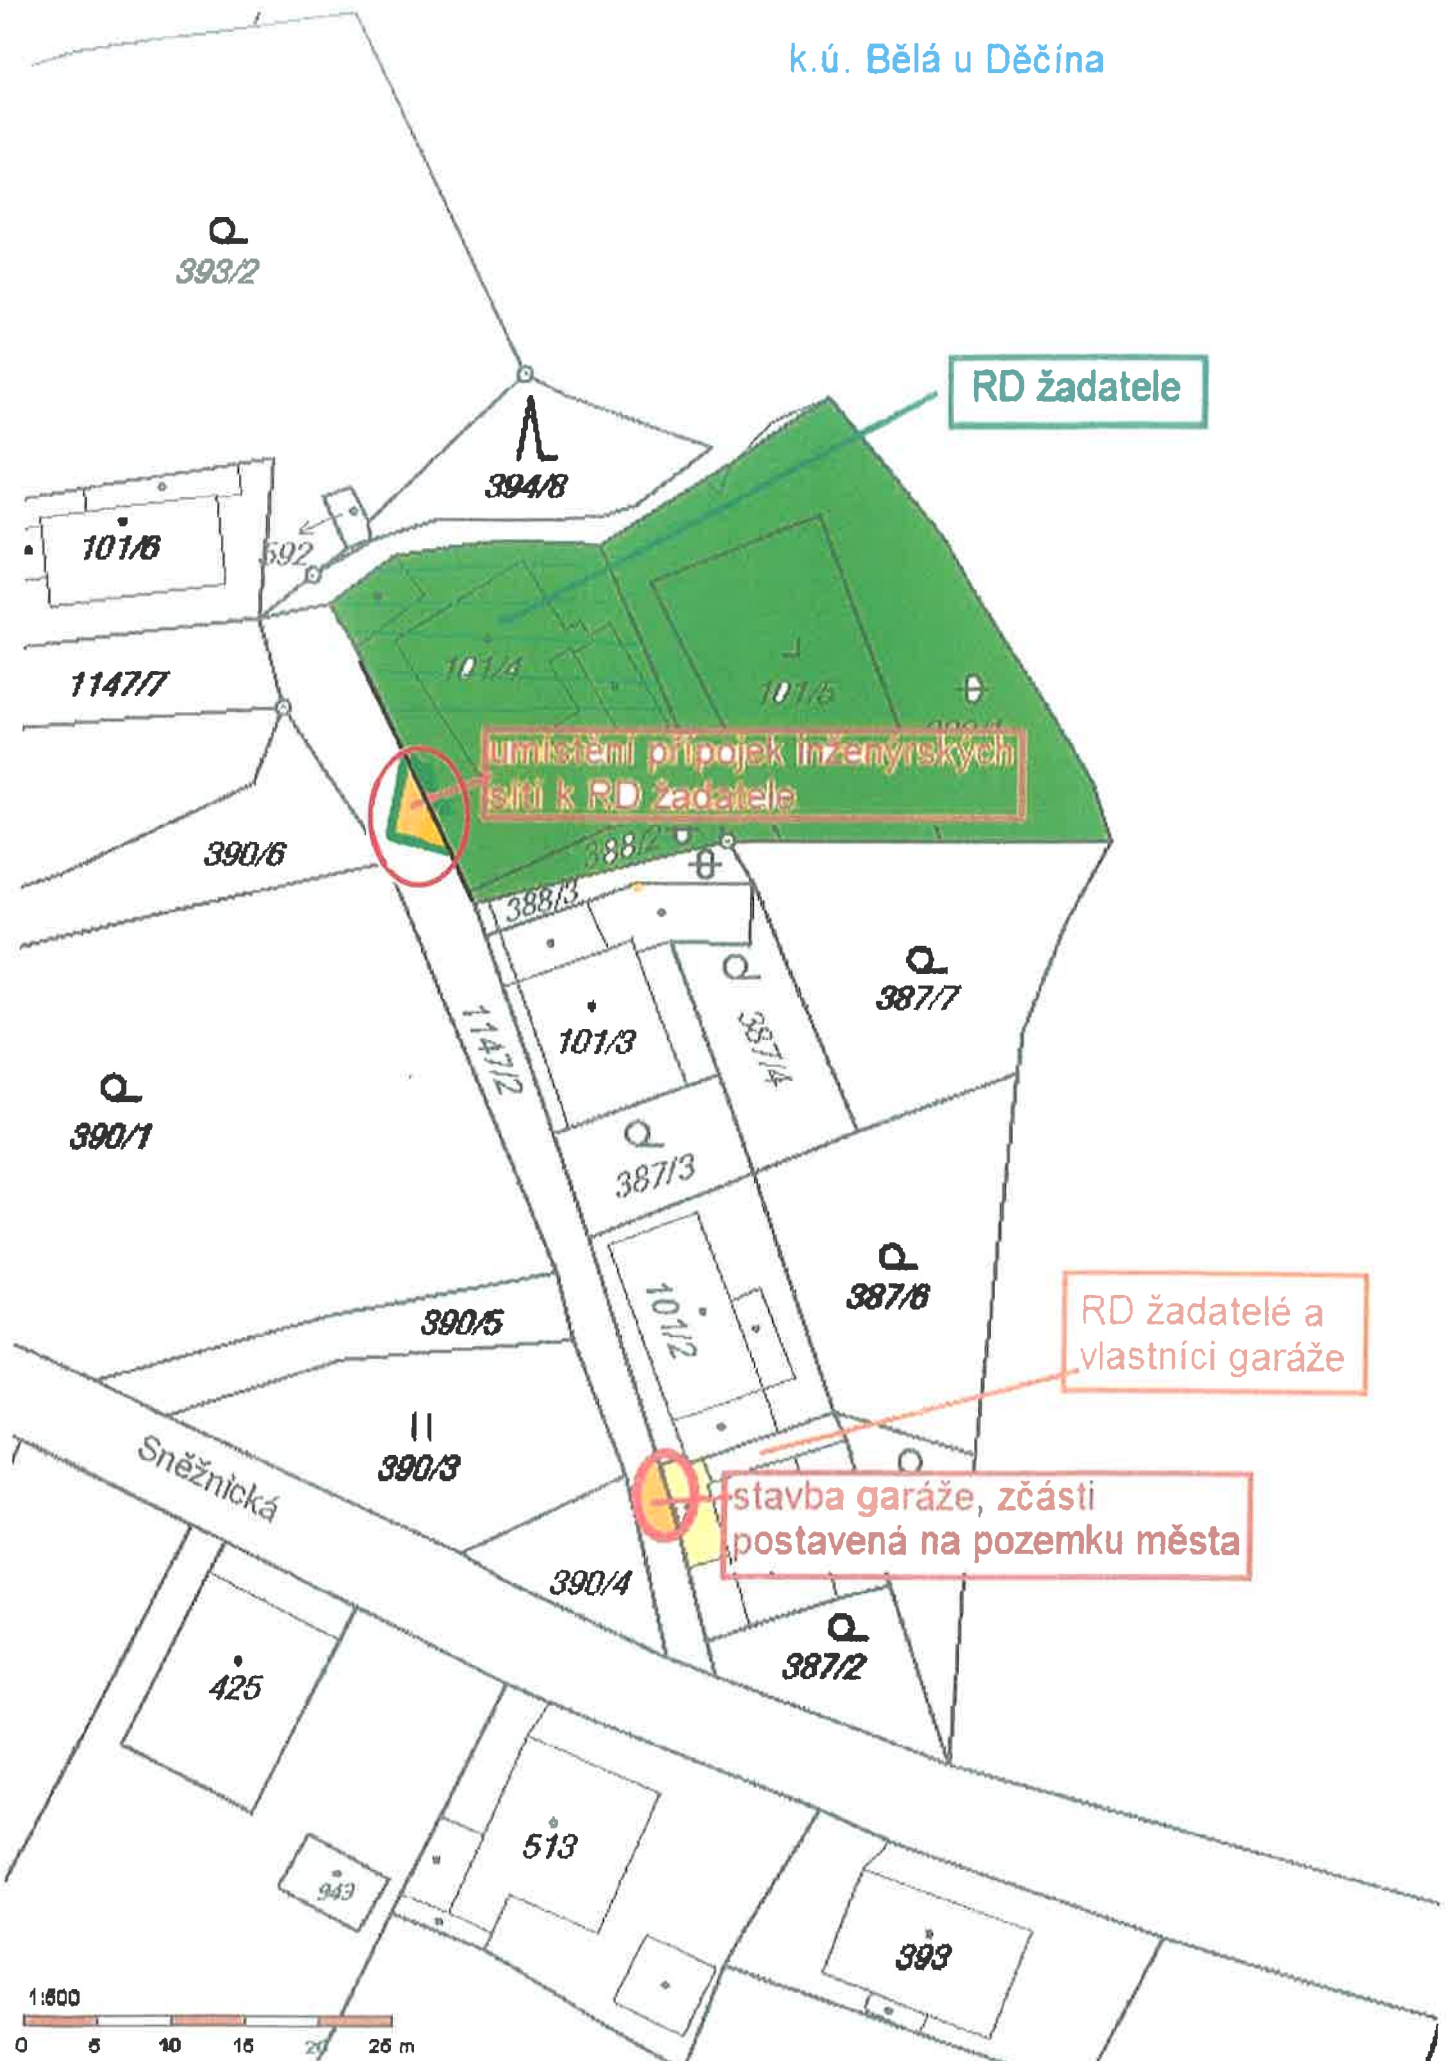 k.ú. Bělá u Děčína
393/2
RD žadatele
394/8
101/6
592
101/4
1147/7
101/5
umístění přípojek inženýrských
sítí k RD žadatele
390/6
388/2
388/3
387/7
101/3
1147/2
387/4
390/1
387/3
387/6
101/2
390/5
RD žadatelé a
vlastníci garáže
Sněžnická
390/3
stavba garáže, zčásti
postavená na pozemku města
390/4
387/2
425
513
949
393
1:500
0 5 10 15 20 25 m